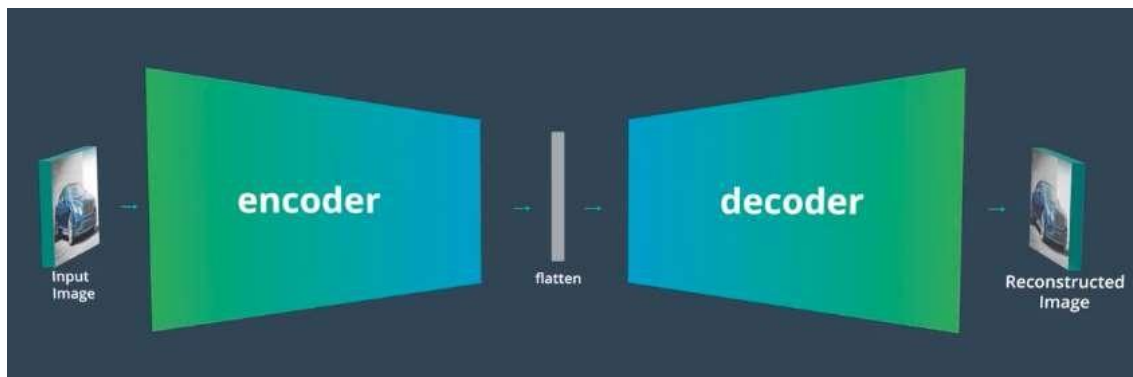 encoder
decoder
Input
Image
flatten
Reconstructed
Image